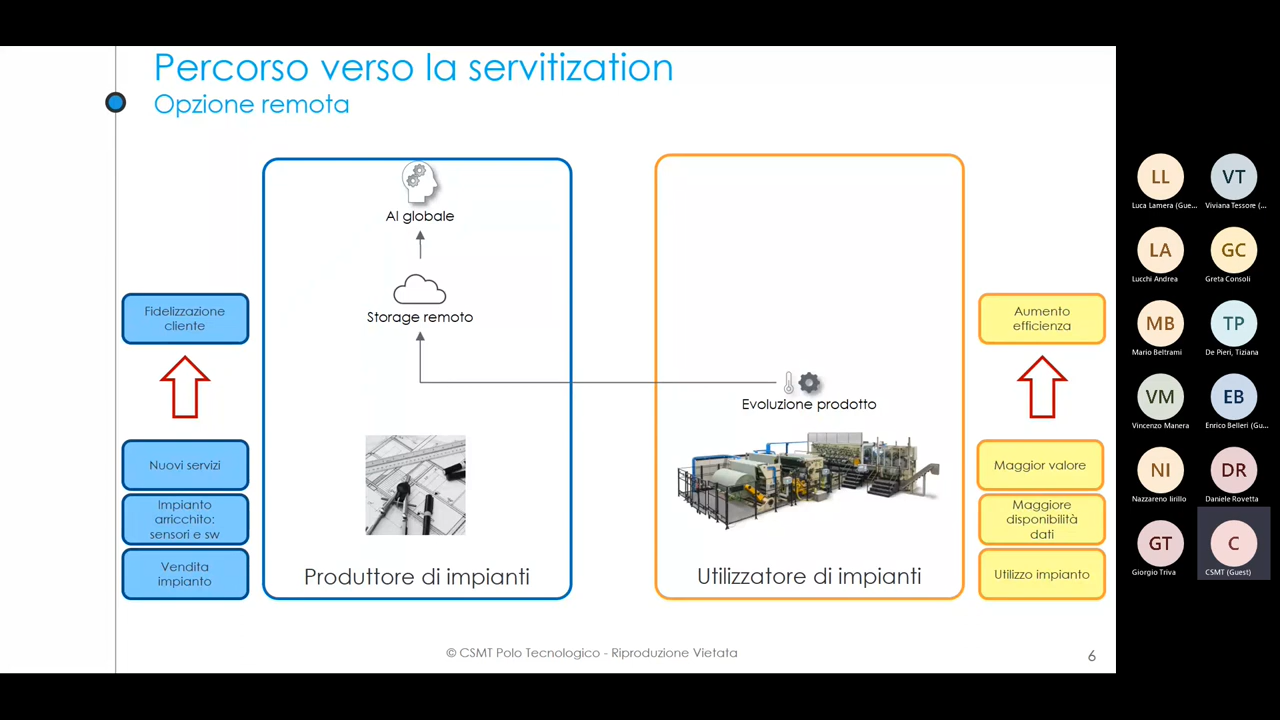 Percorso verso la servitization
Opzione remota
AI globale
Storage remoto
Fidelizzazione
cliente
Nuovi servizi
Impianto
arricchito:
sensori e sw
Vendita
impianto
Produttore di impianti
Evoluzione prodotto
Utilizzatore di impianti
Aumento
efficienza
Maggior valore
Maggiore
disponibilità
dati
Utilizzo impianto
© CSMT Polo Tecnologico - Riproduzione Vietata
6
LL
Luca Lamera (Gue...
VT
Viviana Tessore (...
LA
Lucchi Andrea
GC
Greta Consoli
MB
Mario Beltrami
TP
De Pieri, Tiziana
VM
Vincenzo Manera
EB
Enrico Belleri (Gu...
NI
Nazzareno Iirillo
DR
Daniele Rovetta
GT
Giorgio Triva
C
CSMT (Guest)